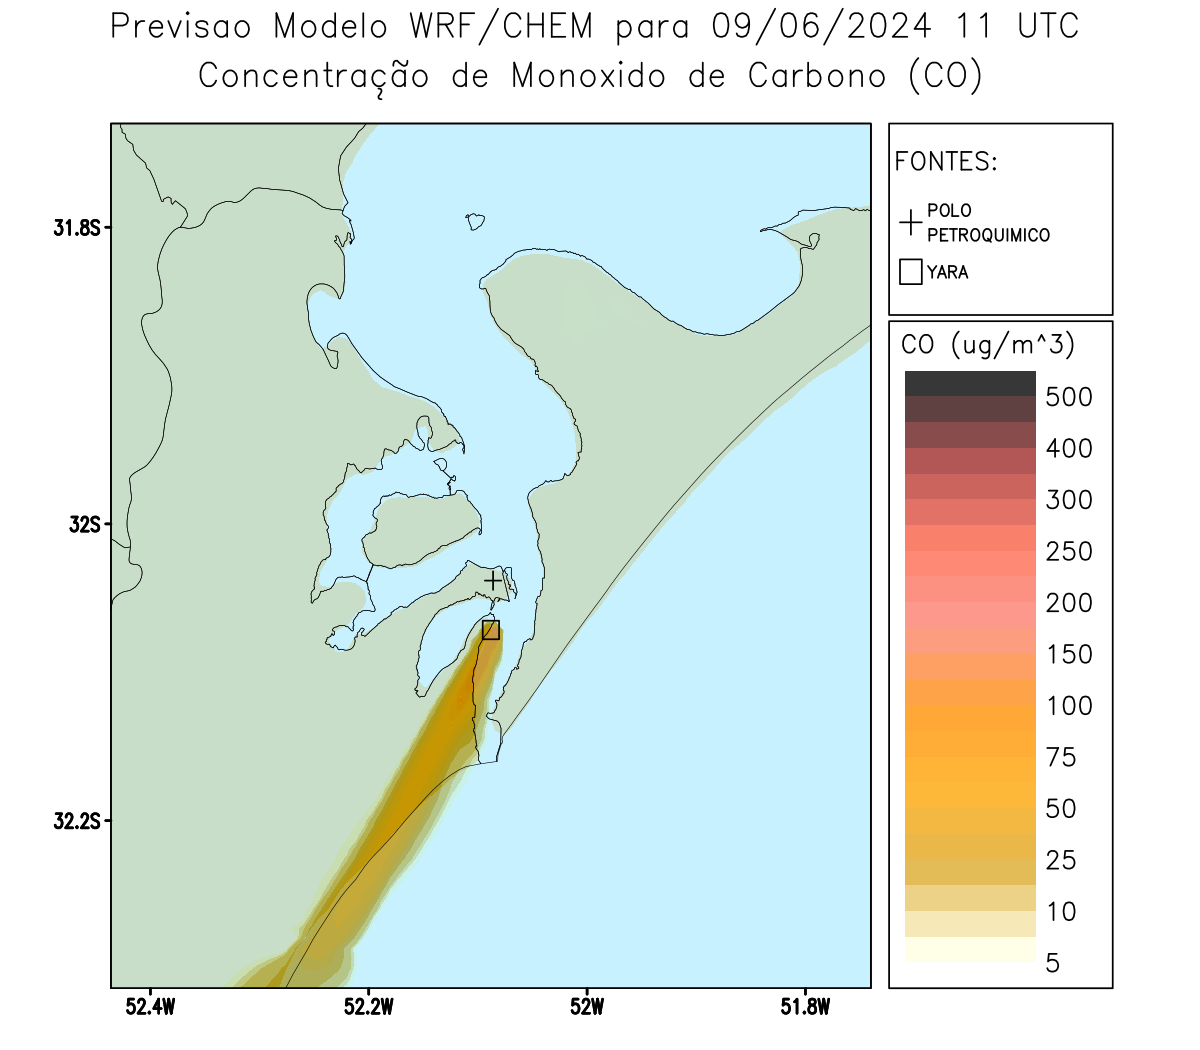 Previsao Modelo WRF/CHEM para 09/06/2024 11 UTC
Concentração de Monoxido de Carbono (CO)
FONTES:
POLO
PETROQUIMICO
YARA
CO (ug/m^3)
500
400
300
250
200
150
100
75
50
25
10
5
31.8S
32S
32.2S
52.4W
52.2W
52W
51.8W